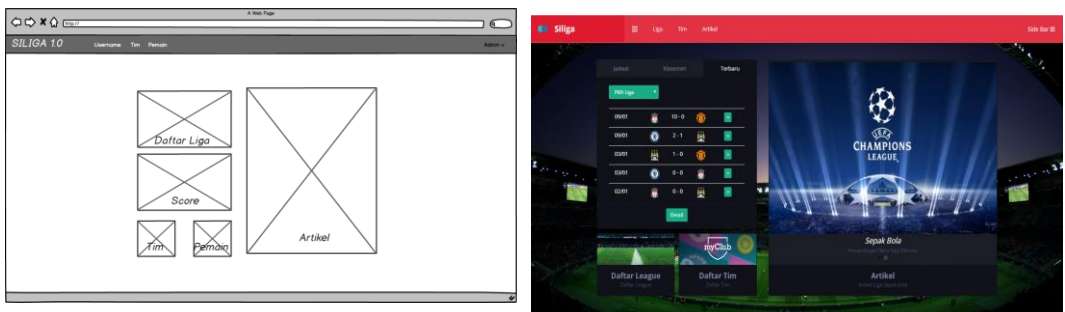 A Web Page
http://
SILIGA 1.0 Username Tim Pemain Admin
Daftar Liga
Score
Tim
Pemain
Artikel
Siliga Liga Tim Artikel Side Bar
Jadwal Klasemen Terbaru
Pilih Liga
09/01 10 - 0
09/01 2 - 1
03/01 1 - 0
03/01 0 - 0
02/01 0 - 0
Detail
myClub
Daftar League
Daftar League
Daftar Tim
Daftar Tim
UEFA
CHAMPIONS
LEAGUE
Sepak Bola
Artikel